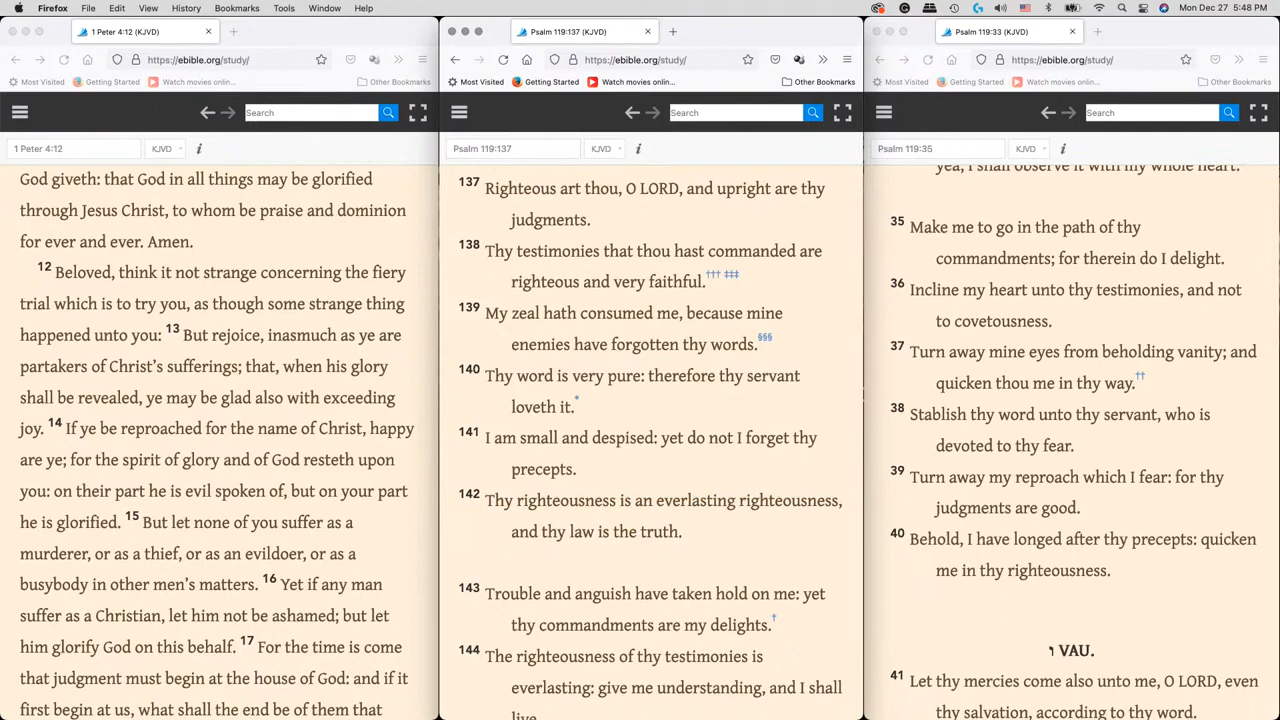 Firefox File Edit View History Bookmarks Tools Window Help Mon Dec 27 5:48 PM
1 Peter 4:12 (KJVD)
https://ebible.org/study/
Most Visited Getting Started Watch movies onlin... Other Bookmarks
Search
1 Peter 4:12 KJVD i
God giveth: that God in all things may be glorified
through Jesus Christ, to whom be praise and dominion
for ever and ever. Amen.
12 Beloved, think it not strange concerning the fiery
trial which is to try you, as though some strange thing
happened unto you: 13 But rejoice, inasmuch as ye are
partakers of Christ’s sufferings; that, when his glory
shall be revealed, ye may be glad also with exceeding
joy. 14 If ye be reproached for the name of Christ, happy
are ye; for the spirit of glory and of God resteth upon
you: on their part he is evil spoken of, but on your part
he is glorified. 15 But let none of you suffer as a
murderer, or as a thief, or as an evildoer, or as a
busybody in other men’s matters. 16 Yet if any man
suffer as a Christian, let him not be ashamed; but let
him glorify God on this behalf. 17 For the time is come
that judgment must begin at the house of God: and if it
first begin at us, what shall the end be of them that
Psalm 119:137 (KJVD)
https://ebible.org/study/
Most Visited Getting Started Watch movies onlin... Other Bookmarks
Search
Psalm 119:137 KJVD i
137 Righteous art thou, O LORD, and upright are thy
judgments.
138 Thy testimonies that thou hast commanded are
righteous and very faithful.††† ‡‡‡
139 My zeal hath consumed me, because mine
enemies have forgotten thy words.§§§
140 Thy word is very pure: therefore thy servant
loveth it.*
141 I am small and despised: yet do not I forget thy
precepts.
142 Thy righteousness is an everlasting righteousness,
and thy law is the truth.
143 Trouble and anguish have taken hold on me: yet
thy commandments are my delights.†
144 The righteousness of thy testimonies is
everlasting: give me understanding, and I shall
live.
Psalm 119:33 (KJVD)
https://ebible.org/study/
Most Visited Getting Started Watch movies onlin... Other Bookmarks
Search
Psalm 119:35 KJVD i
yea, I shall observe it with my whole heart.
35 Make me to go in the path of thy
commandments; for therein do I delight.
36 Incline my heart unto thy testimonies, and not
to covetousness.
37 Turn away mine eyes from beholding vanity; and
quicken thou me in thy way.††
38 Stablish thy word unto thy servant, who is
devoted to thy fear.
39 Turn away my reproach which I fear: for thy
judgments are good.
40 Behold, I have longed after thy precepts: quicken
me in thy righteousness.
ו VAU.
41 Let thy mercies come also unto me, O LORD, even
thy salvation, according to thy word.